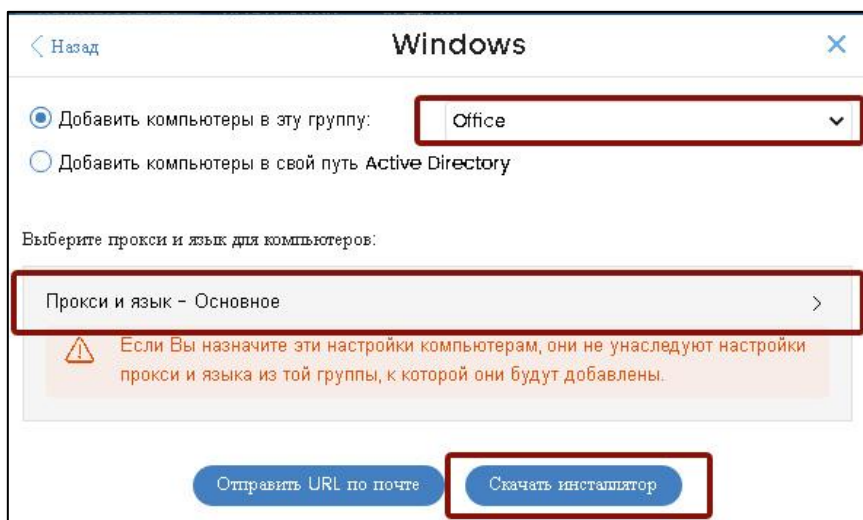 Назад
Windows
Добавить компьютеры в эту группу:
Office
Добавить компьютеры в свой путь Active Directory
Выберите прокси и язык для компьютеров:
Прокси и язык - Основное
Если Вы назначите эти настройки компьютерам, они не унаследуют настройки
прокси и языка из той группы, к которой они будут добавлены.
Отправить URL по почте
Скачать инсталлятор